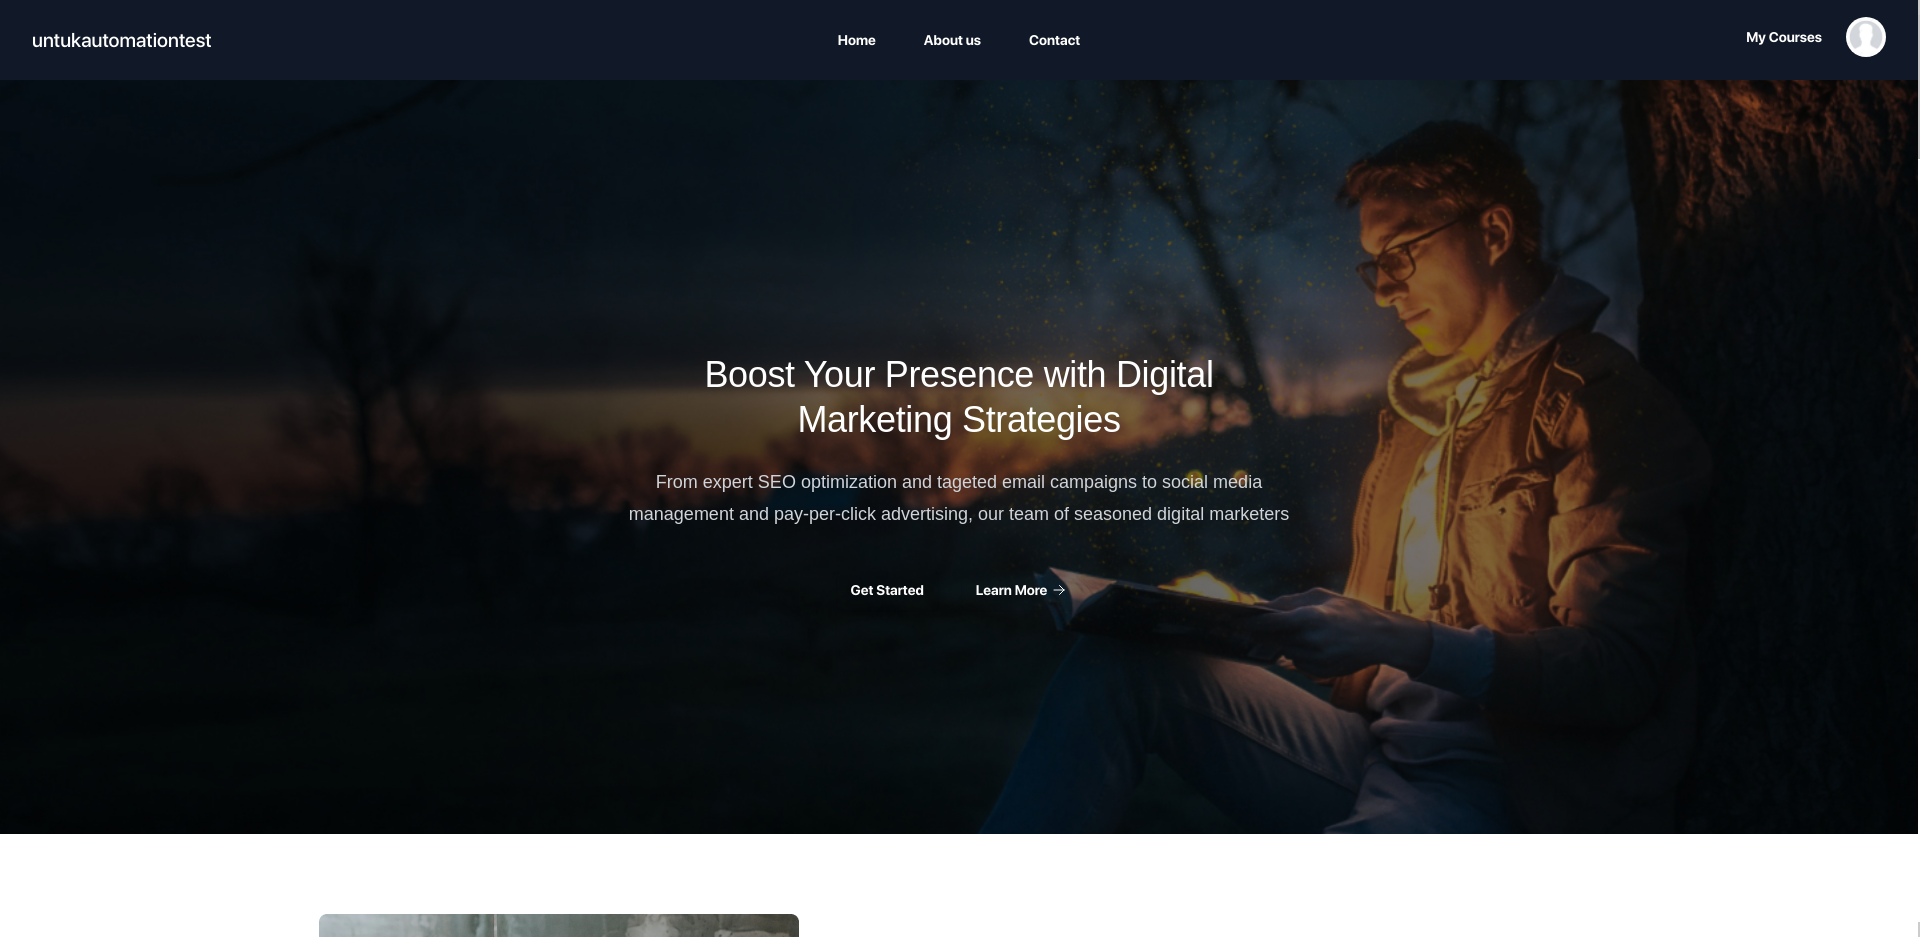 untukautomationtest
Home
About us
Contact
My Courses
Boost Your Presence with Digital
Marketing Strategies
From expert SEO optimization and tageted email campaigns to social media
management and pay-per-click advertising, our team of seasoned digital marketers
Get Started
Learn More →